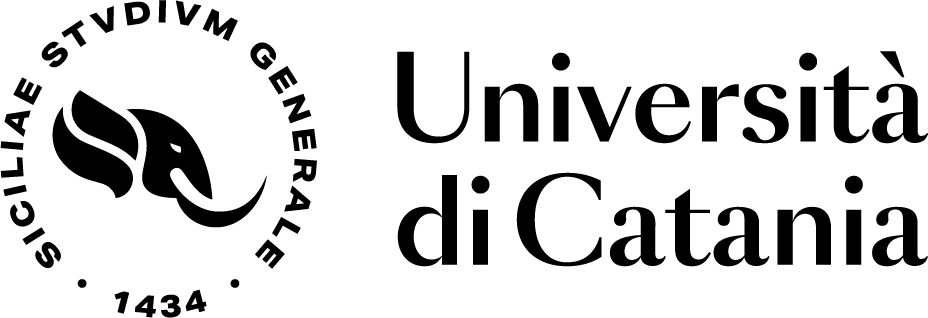 SICILIAE STVDIVM GENERALE
· 1434 ·
Università
di Catania